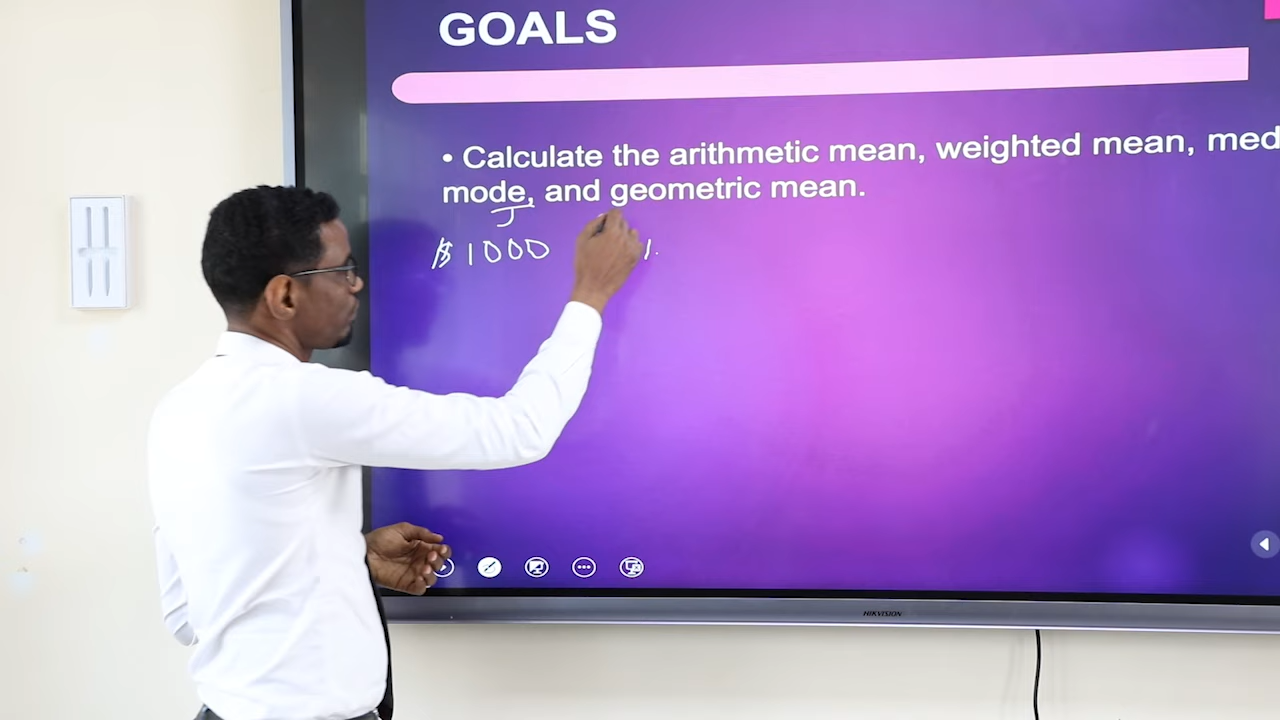 GOALS
• Calculate the arithmetic mean, weighted mean, med
mode, and geometric mean.
J
$1000
HIKVISION